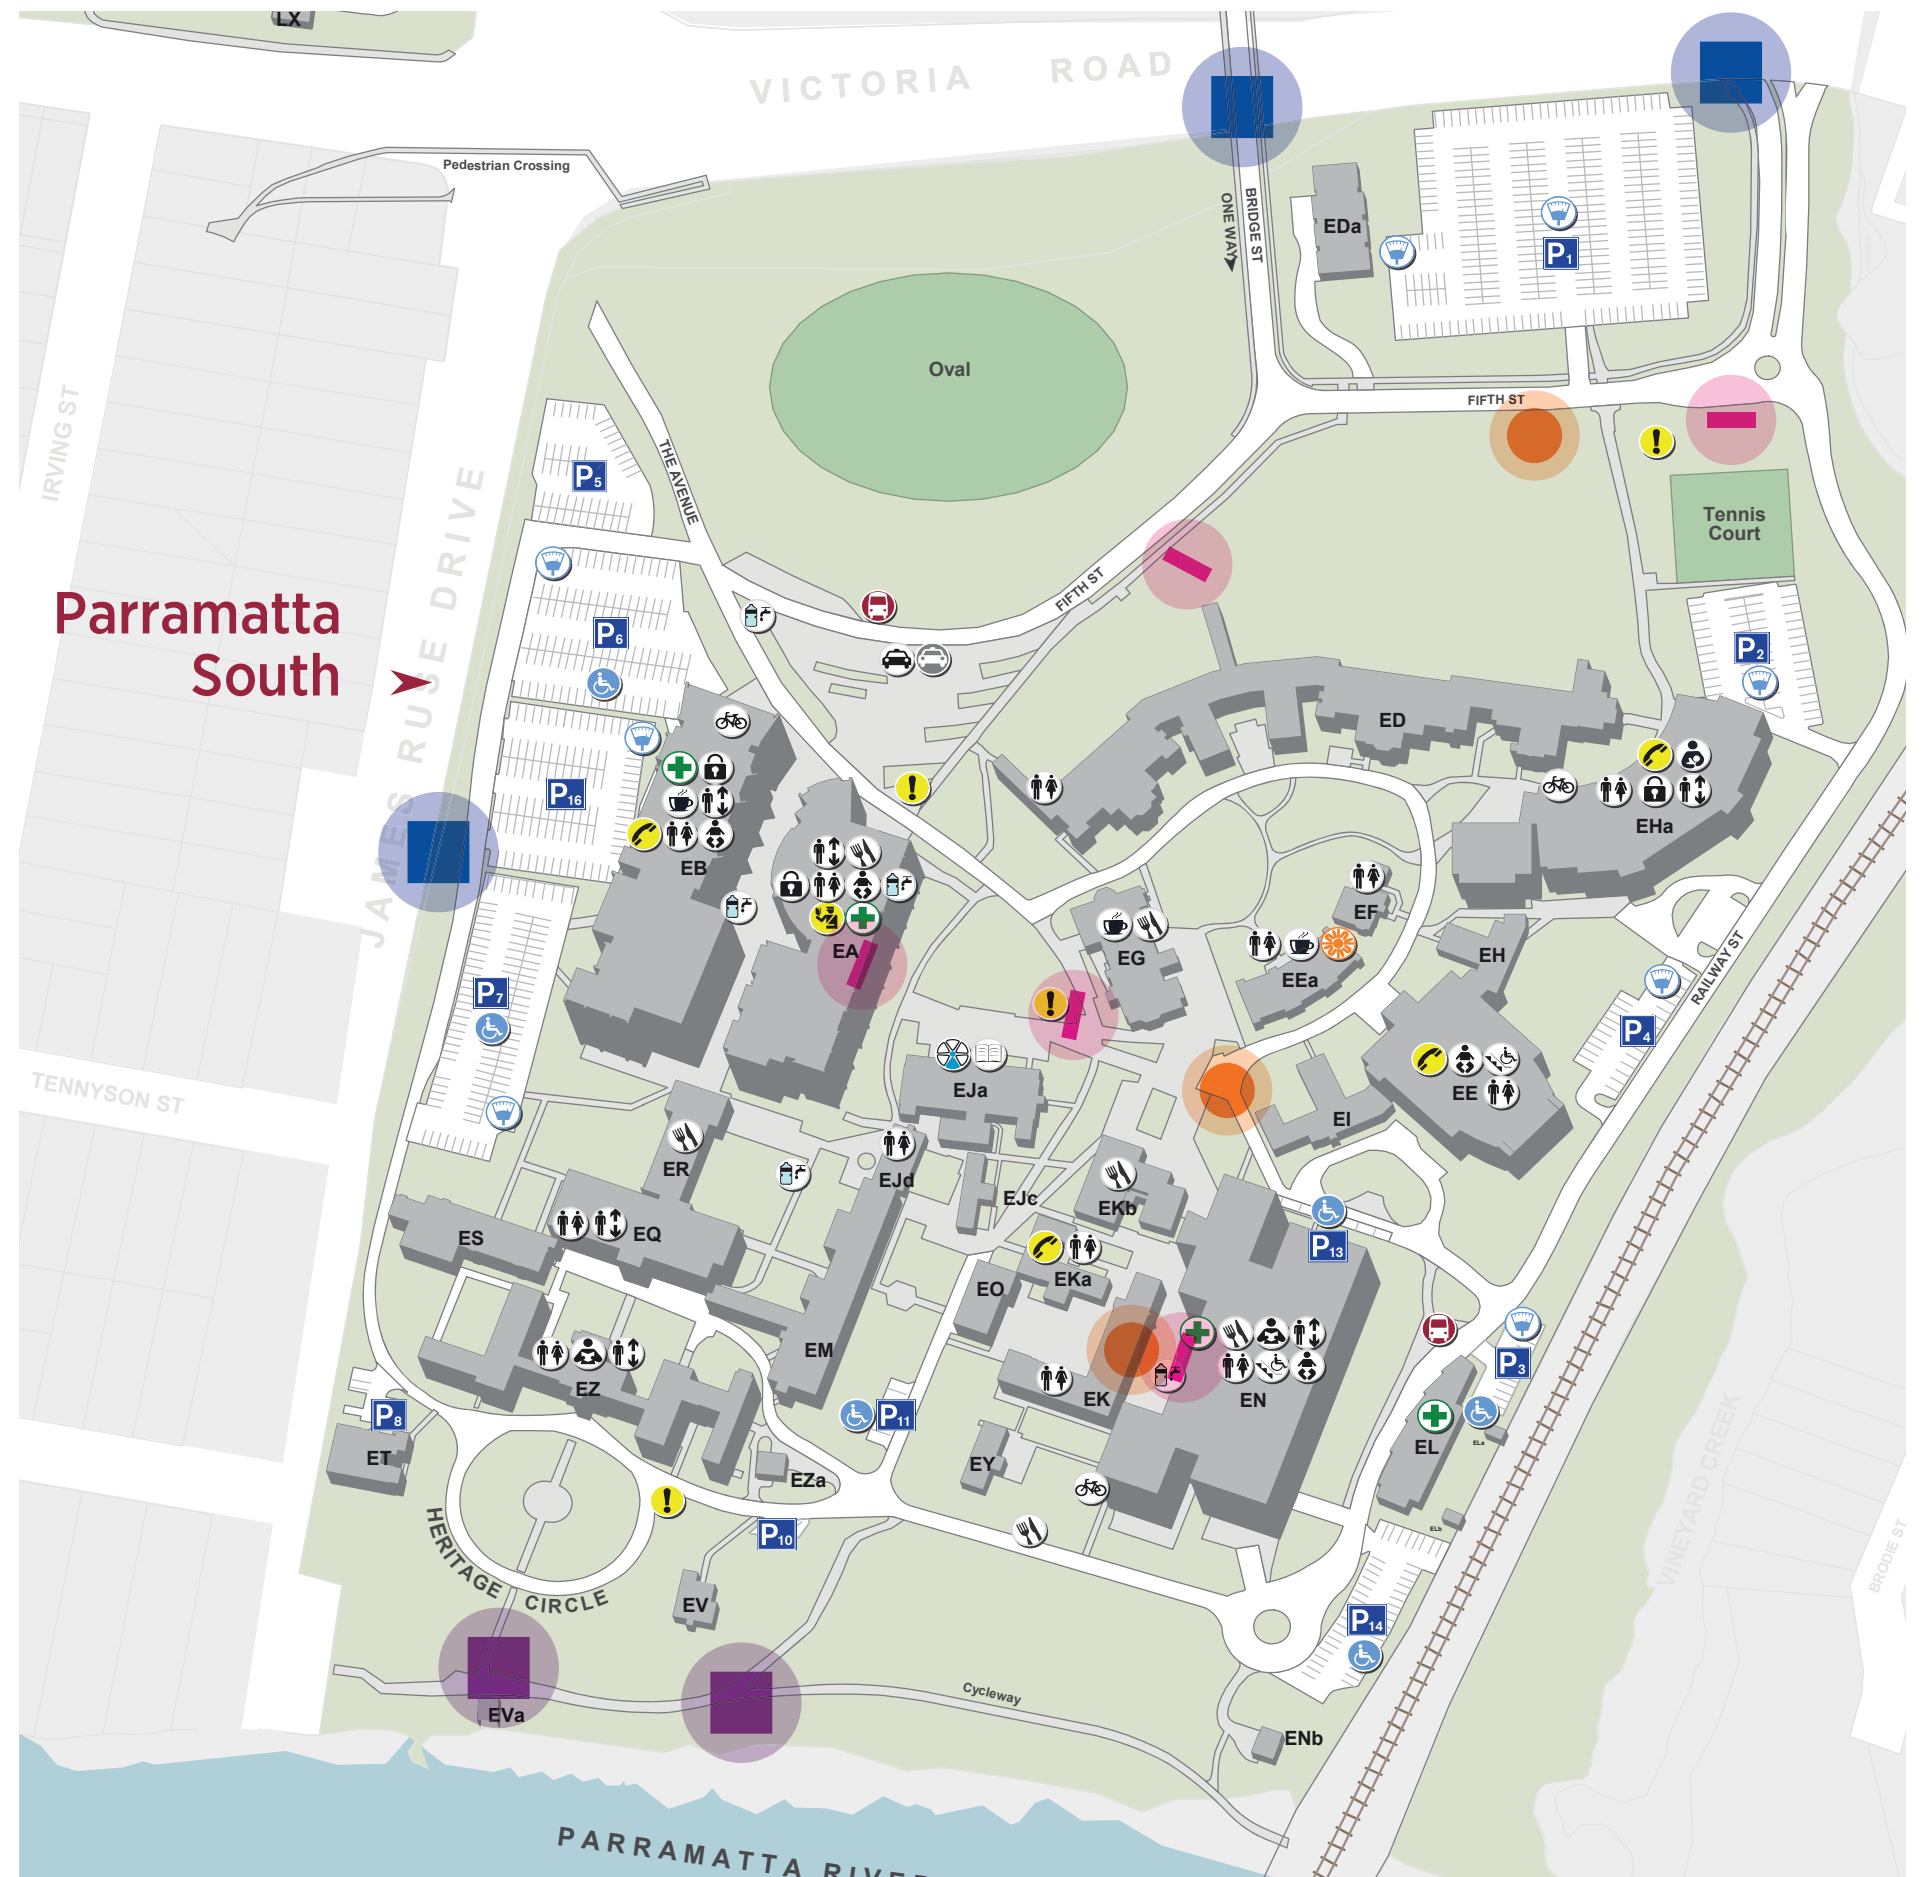 LX
VICTORIA ROAD
Pedestrian Crossing
BRIDGE ST
ONE WAY
EDa
P1
IRVING ST
Oval
FIFTH ST
THE AVENUE
P5
Tennis
Court
JAMES RUSE DRIVE
FIFTH ST
Parramatta
South
P6
P2
ED
P16
EHa
EB
EA
EF
EG
EH
EEa
RAILWAY ST
P7
P4
TENNYSON ST
EJa
EE
EI
ER
EJd
EJc
EKb
ES
EQ
P13
EKa
EO
EM
P3
EZ
EK
EN
P8
P11
EL
ELa
ET
EY
EZa
VINEYARD CREEK
HERITAGE CIRCLE
P10
ELb
BRODIE ST
EV
P14
Cycleway
EVa
ENb
PARRAMATTA RIVER